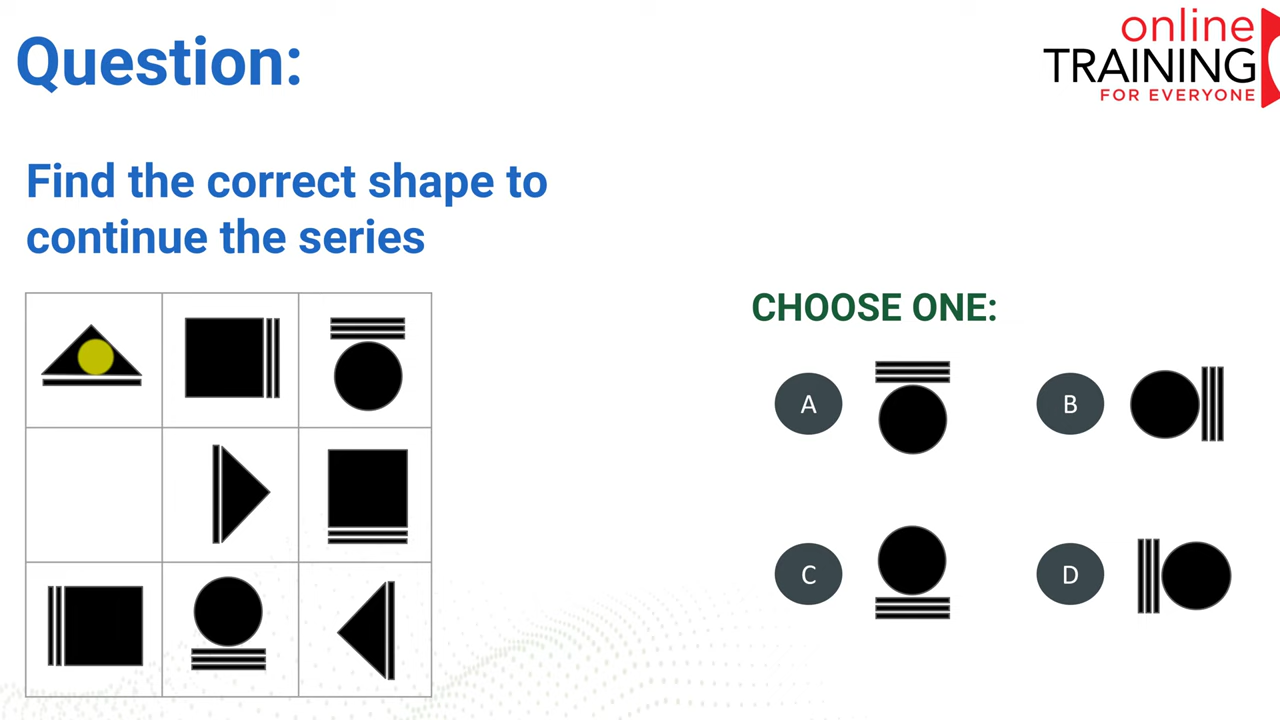 Question:
online
TRAINING
FOR EVERYONE
Find the correct shape to
continue the series
CHOOSE ONE:
A
B
C
D